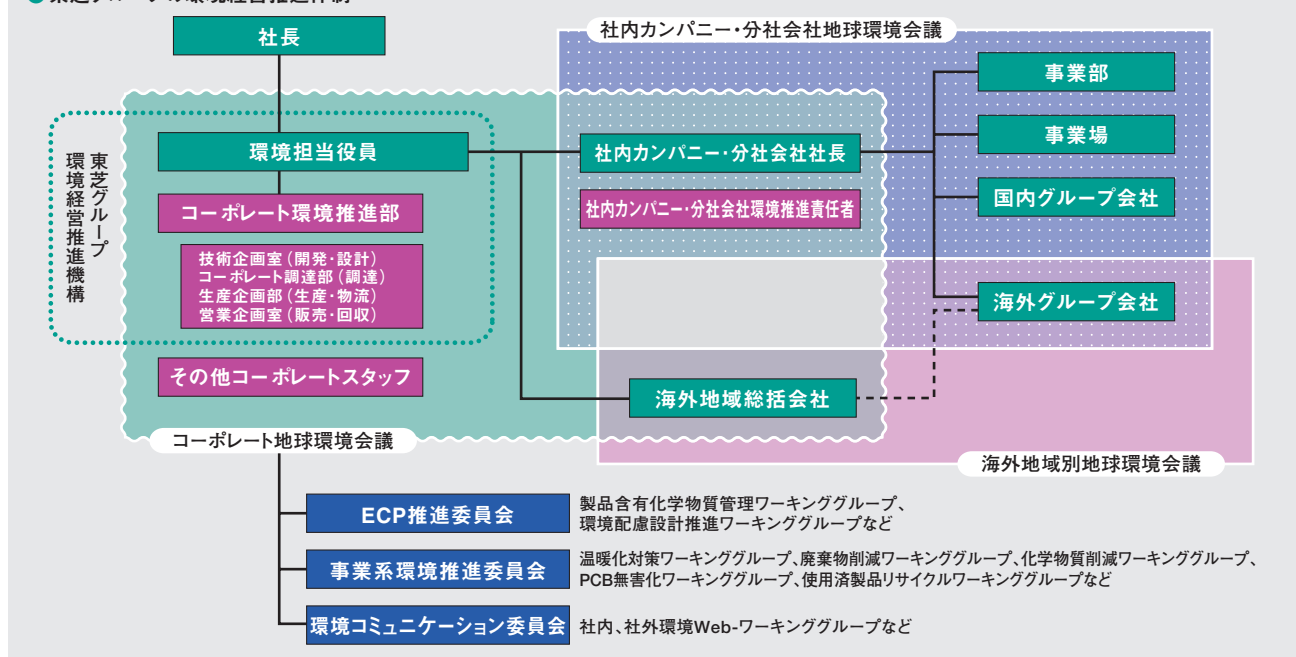 社長
社内カンパニー・分社会社地球環境会議
事業部
事業場
国内グループ会社
海外グループ会社
東芝グループ
環境経営推進機構
環境担当役員
コーポレート環境推進部
技術企画室（開発・設計）
コーポレート調達部（調達）
生産企画部（生産・物流）
営業企画室（販売・回収）
その他コーポレートスタッフ
社内カンパニー・分社会社社長
社内カンパニー・分社会社環境推進責任者
海外地域総括会社
コーポレート地球環境会議
海外地域別地球環境会議
ECP推進委員会
製品含有化学物質管理ワーキンググループ、
環境配慮設計推進ワーキンググループなど
事業系環境推進委員会
温暖化対策ワーキンググループ、廃棄物削減ワーキンググループ、化学物質削減ワーキンググループ、
PCB無害化ワーキンググループ、使用済製品リサイクルワーキンググループなど
環境コミュニケーション委員会
社内、社外環境Web-ワーキンググループなど